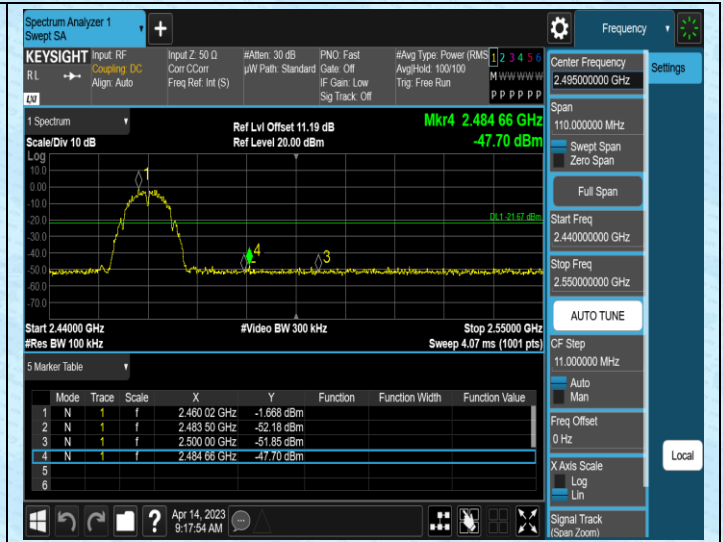 Spectrum Analyzer 1
Swept SA
+
Frequency
KEYSIGHT
Input: RF
Coupling: DC
Align: Auto
Input Z: 50 Ω
Corr CCorr
Freq Ref: Int (S)
#Atten: 30 dB
µW Path: Standard
PNO: Fast
Gate: Off
IF Gain: Low
Sig Track: Off
#Avg Type: Power (RMS
Avg|Hold: 100/100
Trig: Free Run
1 2 3 4 5 6
M W W W W W
P P P P P P
RL
LXI
1 Spectrum
Scale/Div 10 dB
Ref Lvl Offset 11.19 dB
Ref Level 20.00 dBm
Mkr4 2.484 66 GHz
-47.70 dBm
Log
10.0
0.00
-10.0
-20.0
-30.0
-40.0
-50.0
-60.0
-70.0
1
4
3
DL1 -21.67 dBm
Start 2.44000 GHz
#Res BW 100 kHz
#Video BW 300 kHz
Stop 2.55000 GHz
Sweep 4.07 ms (1001 pts)
5 Marker Table
Mode Trace Scale X Y Function Function Width Function Value
1 N 1 f 2.460 02 GHz -1.668 dBm
2 N 1 f 2.483 50 GHz -52.18 dBm
3 N 1 f 2.500 00 GHz -51.85 dBm
4 N 1 f 2.484 66 GHz -47.70 dBm
5
6
?
Apr 14, 2023
9:17:54 AM
Center Frequency
2.495000000 GHz
Settings
Span
110.000000 MHz
Swept Span
Zero Span
Full Span
Start Freq
2.440000000 GHz
Stop Freq
2.550000000 GHz
AUTO TUNE
CF Step
11.000000 MHz
Auto
Man
Freq Offset
0 Hz
Local
X Axis Scale
Log
Lin
Signal Track
(Span Zoom)